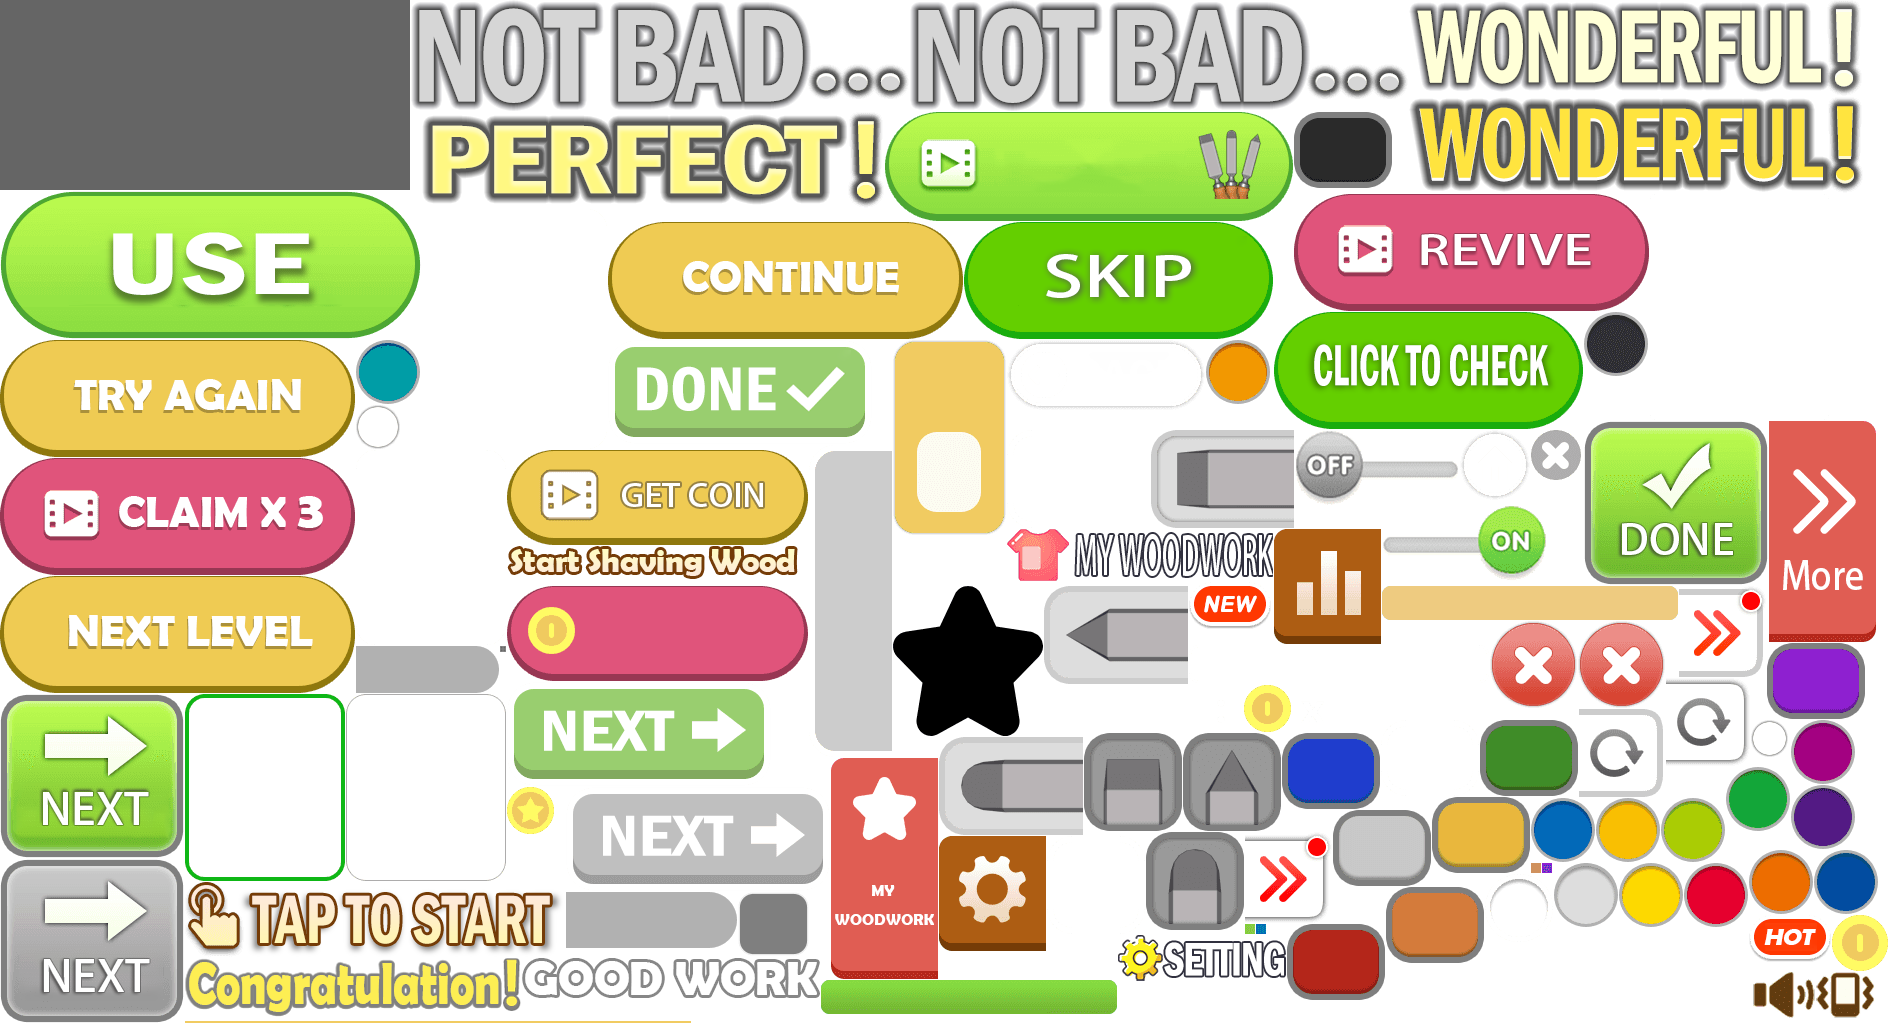 NOT BAD...
NOT BAD...
WONDERFUL!
PERFECT!
WONDERFUL!
USE
CONTINUE
SKIP
REVIVE
TRY AGAIN
DONE
CLICK TO CHECK
CLAIM X 3
GET COIN
OFF
DONE
More
Start Shaving Wood
MY WOODWORK
ON
NEW
NEXT LEVEL
NEXT
NEXT
NEXT
MY
WOODWORK
TAP TO START
NEXT
SETTING
HOT
Congratulation!
GOOD WORK